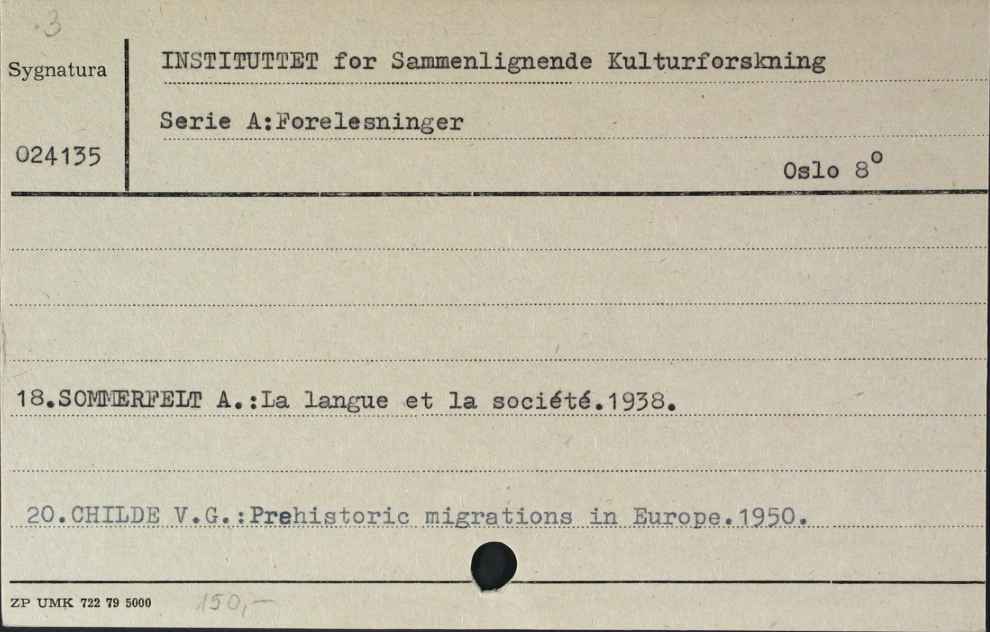 .3
Sygnatura
INSTITUTTET for Sammenlignende Kulturforskning
Serie A:Forelesninger
024135
Oslo 8°
18.SOMMERFELT A.:La langue et la société.1938.
20.CHILDE V.G.:Prehistoric migrations in Europe.1950.
ZP UMK 722 79 5000 150,-